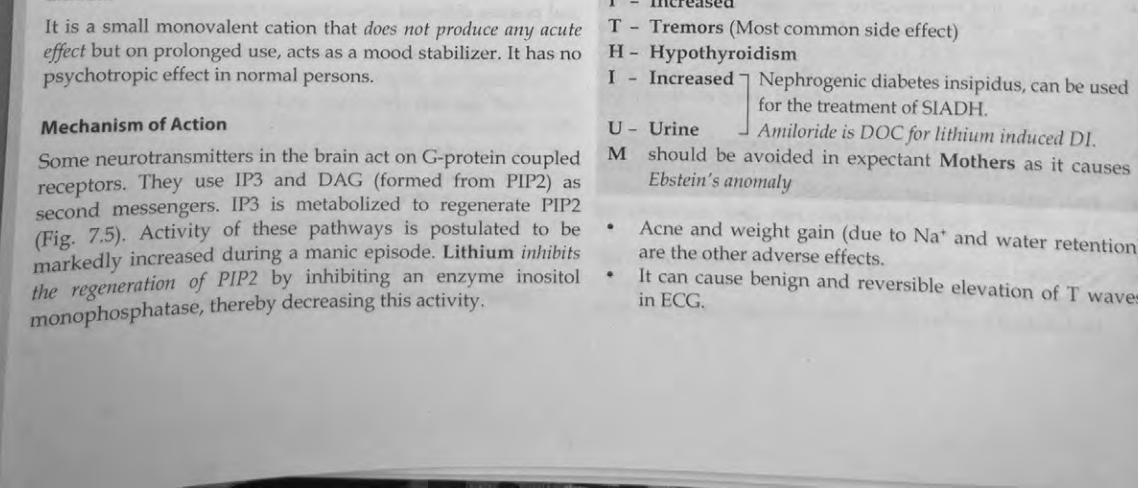 It is a small monovalent cation that does not produce any acute
effect but on prolonged use, acts as a mood stabilizer. It has no
psychotropic effect in normal persons.
Mechanism of Action
Some neurotransmitters in the brain act on G-protein coupled
receptors. They use IP3 and DAG (formed from PIP2) as
second messengers. IP3 is metabolized to regenerate PIP2
(Fig. 7.5). Activity of these pathways is postulated to be
markedly increased during a manic episode. Lithium inhibits
the regeneration of PIP2 by inhibiting an enzyme inositol
monophosphatase, thereby decreasing this activity.
I - Increased
T - Tremors (Most common side effect)
H - Hypothyroidism
I - Increased Nephrogenic diabetes insipidus, can be used
for the treatment of SIADH.
U - Urine Amiloride is DOC for lithium induced DI.
M should be avoided in expectant Mothers as it causes
Ebstein's anomaly
• Acne and weight gain (due to Na⁺ and water retention
are the other adverse effects.
• It can cause benign and reversible elevation of T waves
in ECG.